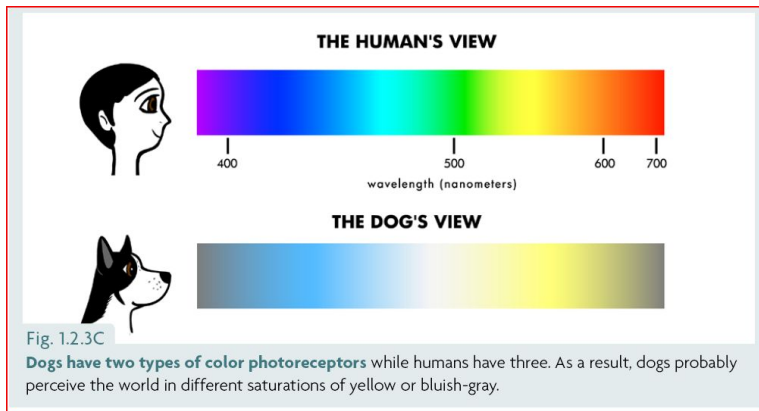 THE HUMAN'S VIEW
400
500
600
700
wavelength (nanometers)
THE DOG'S VIEW
Fig. 1.2.3C
Dogs have two types of color photoreceptors while humans have three. As a result, dogs probably
perceive the world in different saturations of yellow or bluish-gray.